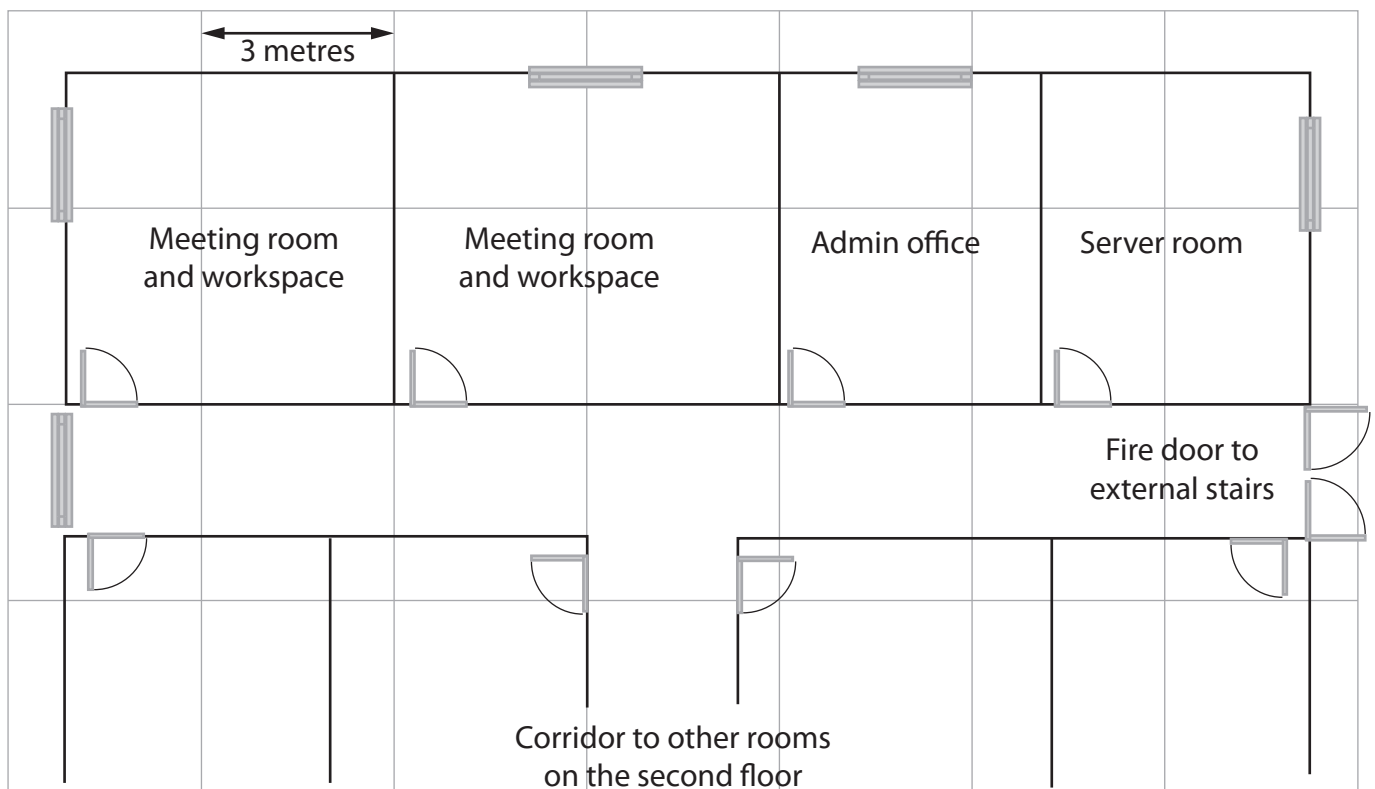 3 metres
Meeting room
and workspace
Meeting room
and workspace
Admin office
Server room
Fire door to
external stairs
Corridor to other rooms
on the second floor